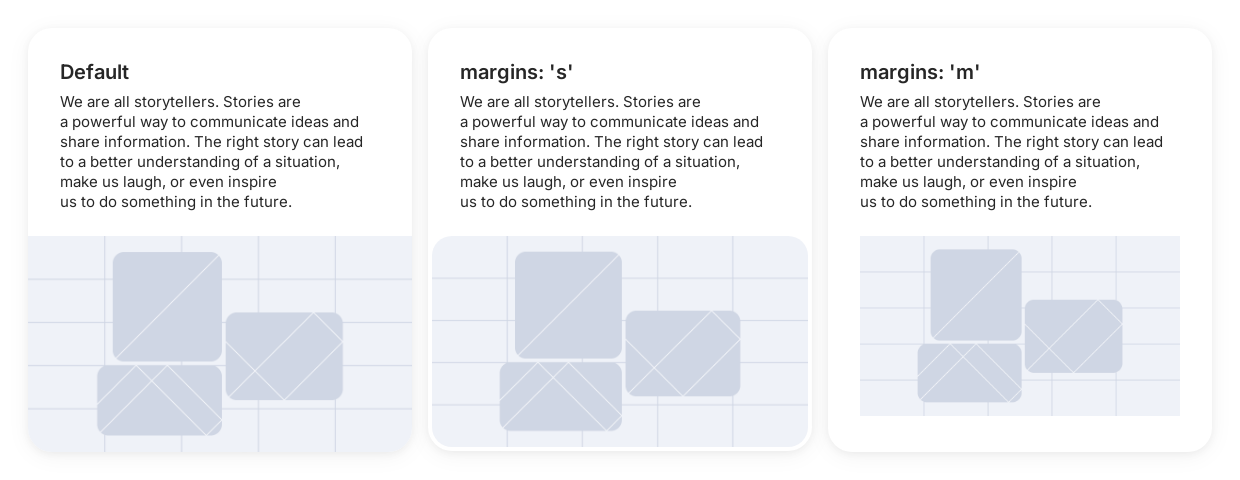 Default
We are all storytellers. Stories are
a powerful way to communicate ideas and
share information. The right story can lead
to a better understanding of a situation,
make us laugh, or even inspire
us to do something in the future.
margins: 's'
We are all storytellers. Stories are
a powerful way to communicate ideas and
share information. The right story can lead
to a better understanding of a situation,
make us laugh, or even inspire
us to do something in the future.
margins: 'm'
We are all storytellers. Stories are
a powerful way to communicate ideas and
share information. The right story can lead
to a better understanding of a situation,
make us laugh, or even inspire
us to do something in the future.